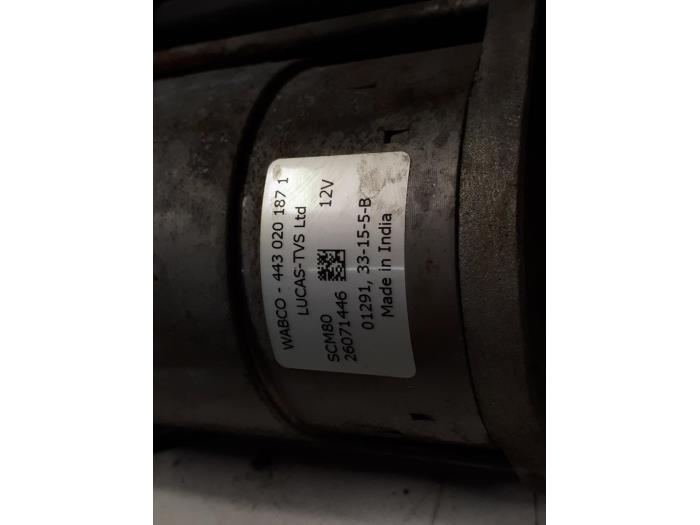 WABCO - 443 020 187 1
LUCAS-TVS Ltd
SCM80 12V
26071446
01291, 33-15-5-B
Made in India